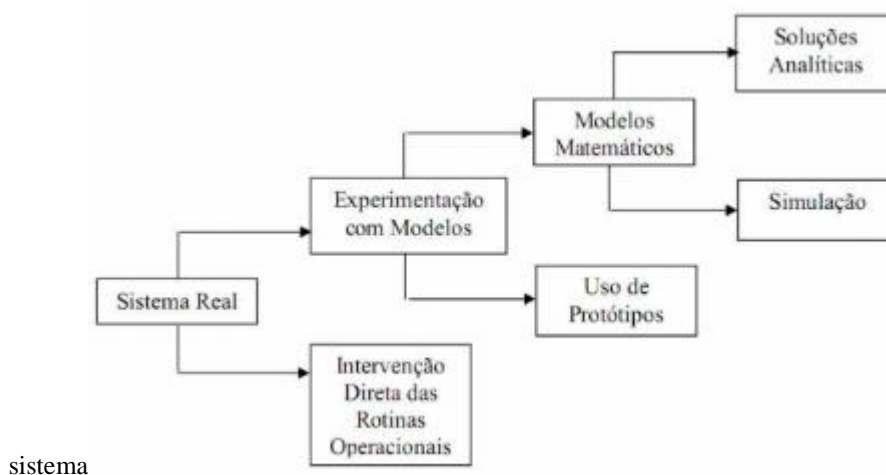 Soluções
Analíticas
Modelos
Matemáticos
Experimentação
com Modelos
Simulação
Sistema Real
Uso de
Protótipos
Intervenção
Direta das
Rotinas
Operacionais
sistema